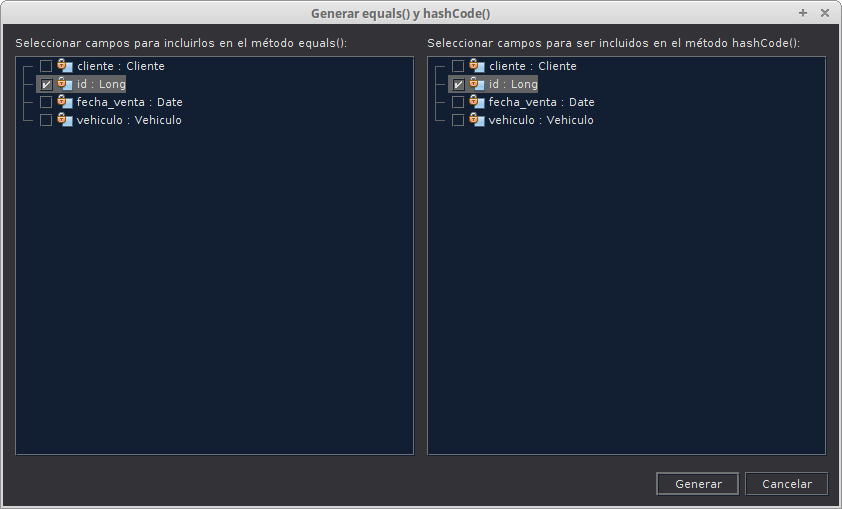 Generar equals() y hashCode()
Seleccionar campos para incluirlos en el método equals():
cliente : Cliente
id : Long
fecha_venta : Date
vehiculo : Vehiculo
Seleccionar campos para ser incluidos en el método hashCode():
cliente : Cliente
id : Long
fecha_venta : Date
vehiculo : Vehiculo
Generar
Cancelar